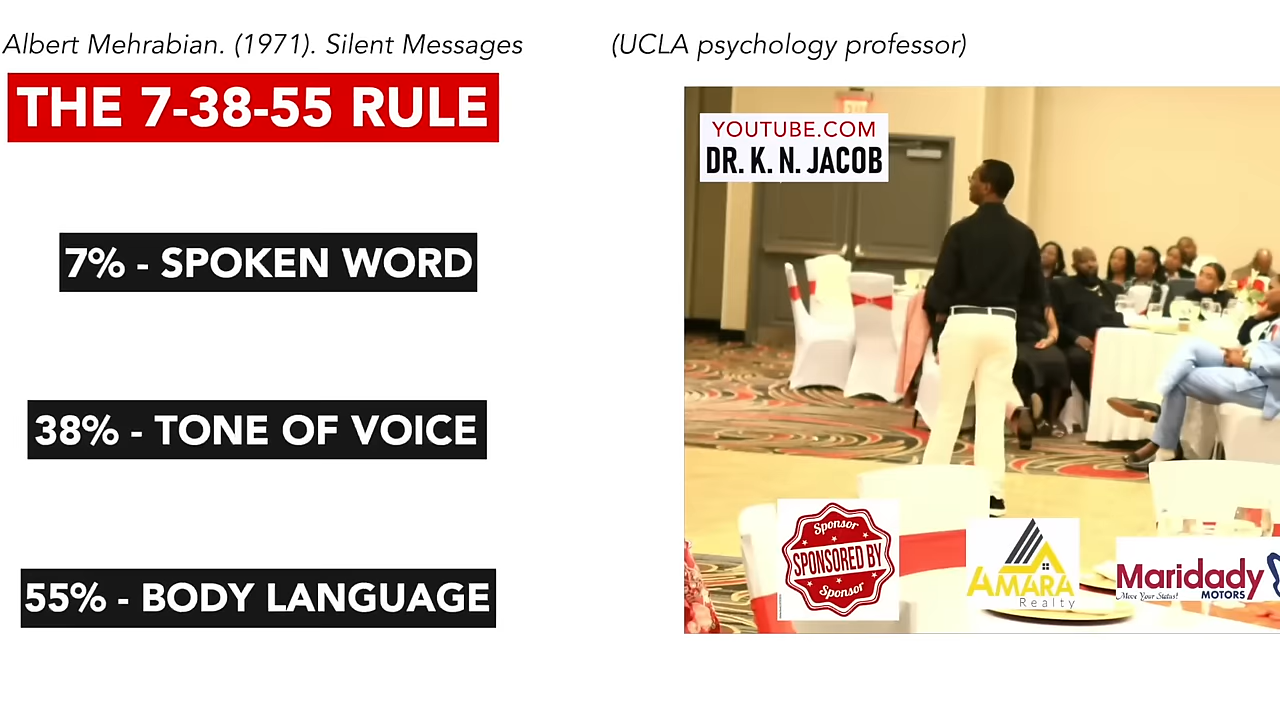 Albert Mehrabian. (1971). Silent Messages (UCLA psychology professor)
THE 7-38-55 RULE
7% - SPOKEN WORD
38% - TONE OF VOICE
55% - BODY LANGUAGE
YOUTUBE.COM
DR. K. N. JACOB
Sponsor
SPONSORED BY
Sponsor
AMARA
Realty
Maridady
MOTORS
Move Your Status!